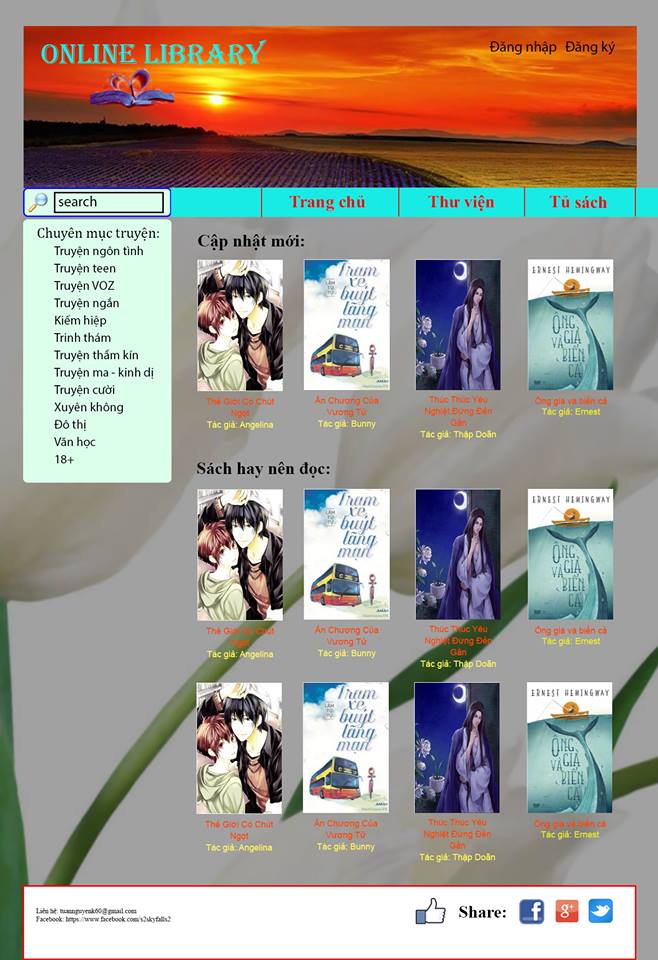 ONLINE LIBRARY
Đăng nhập Đăng ký
search
Trang chủ
Thư viện
Tủ sách
Chuyên mục truyện:
Truyện ngôn tình
Truyện teen
Truyện VOZ
Truyện ngắn
Kiếm hiệp
Trinh thám
Truyện thầm kín
Truyện ma - kinh dị
Truyện cười
Xuyên không
Đô thị
Văn học
18+
Cập nhật mới:
LÂM TỬ TỰ
Trạm xe buýt lãng mạn
ERNEST HEMINGWAY
ÔNG GIÀ VÀ BIỂN CẢ
Thế Giới Có Chút
Ngọt
Tác giả: Angelina
Ấn Chương Của
Vương Tử
Tác giả: Bunny
Thúc Thúc Yêu
Nghiệt Đừng Đến
Gần
Tác giả: Thập Doãn
Ông già và biển cả
Tác giả: Ernest
Sách hay nên đọc:
Trạm xe buýt lãng mạn
ERNEST HEMINGWAY
ÔNG GIÀ VÀ BIỂN CẢ
Thế Giới Có Chút
Ngọt
Tác giả: Angelina
Ấn Chương Của
Vương Tử
Tác giả: Bunny
Thúc Thúc Yêu
Nghiệt Đừng Đến
Gần
Tác giả: Thập Doãn
Ông già và biển cả
Tác giả: Ernest
Trạm xe buýt lãng mạn
ERNEST HEMINGWAY
ÔNG GIÀ VÀ BIỂN CẢ
Thế Giới Có Chút
Ngọt
Tác giả: Angelina
Ấn Chương Của
Vương Tử
Tác giả: Bunny
Thúc Thúc Yêu
Nghiệt Đừng Đến
Gần
Tác giả: Thập Doãn
Ông già và biển cả
Tác giả: Ernest
Liên hệ: tuannguyenk60@gmail.com
Facebook: https://www.facebook.com/s2skyfalls2
Share: